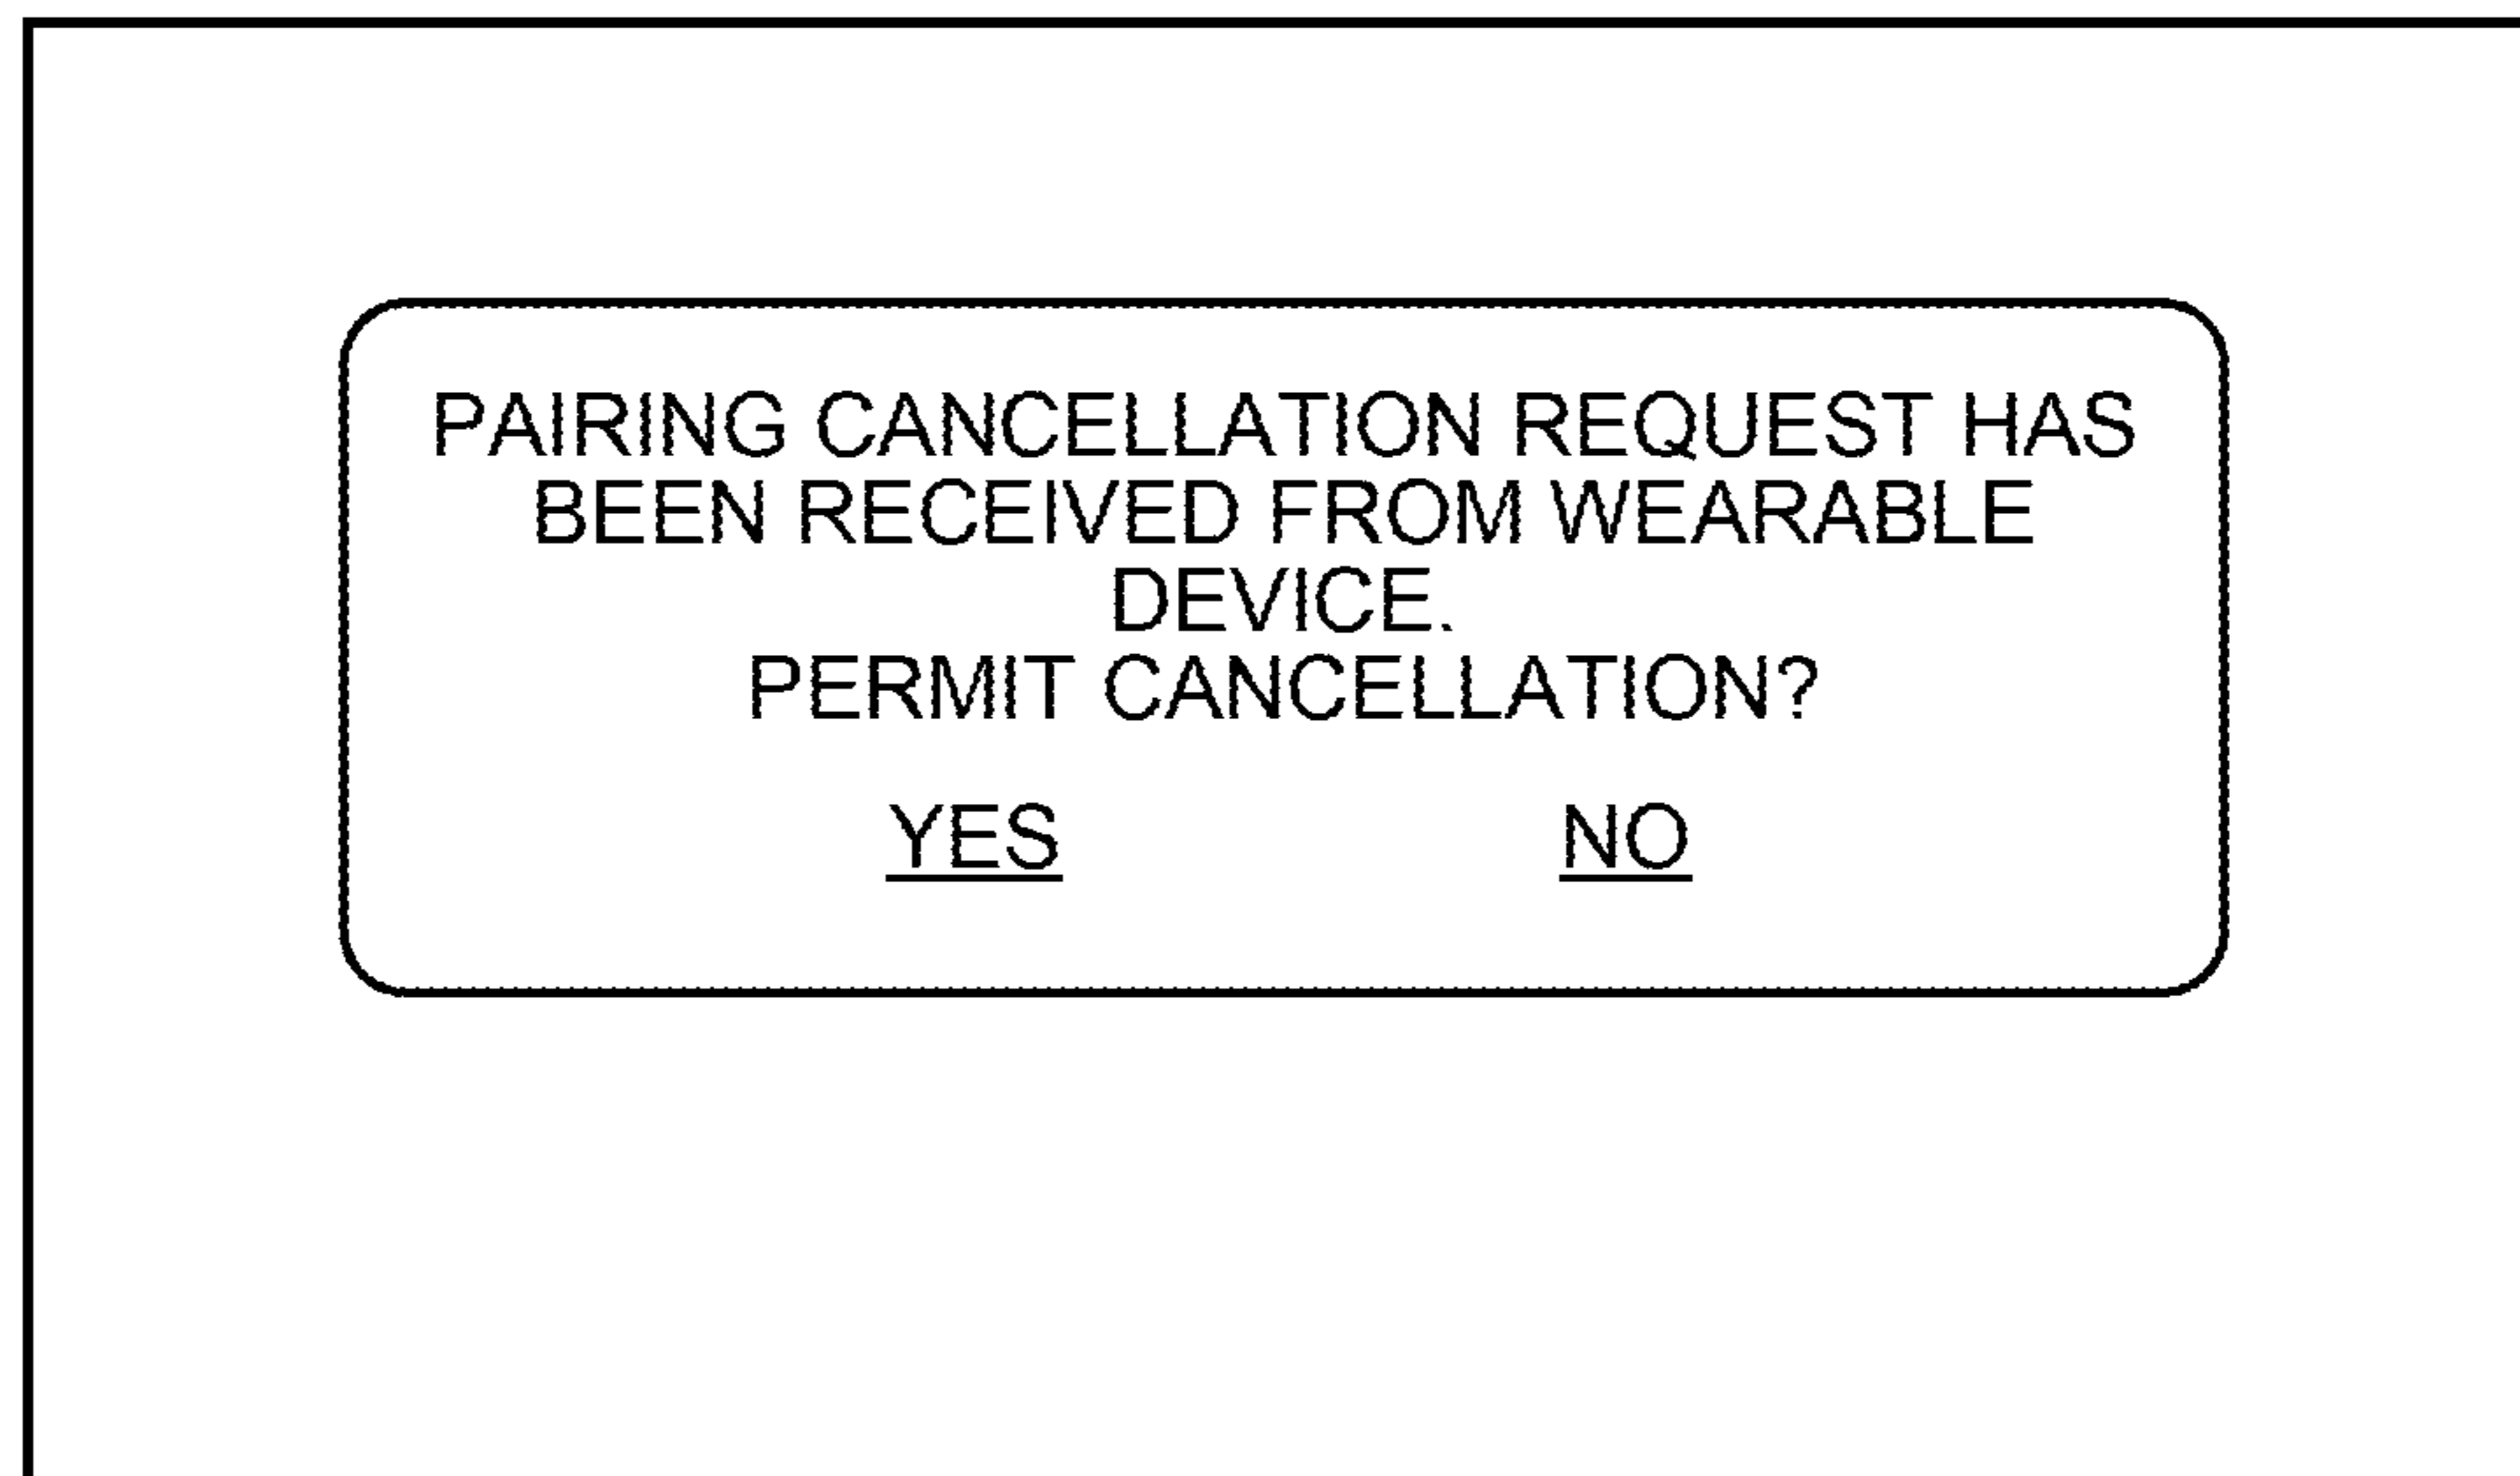 PAIRING CANCELLATION REQUEST HAS
BEEN RECEIVED FROM WEARABLE
DEVICE.
PERMIT CANCELLATION?
YES NO